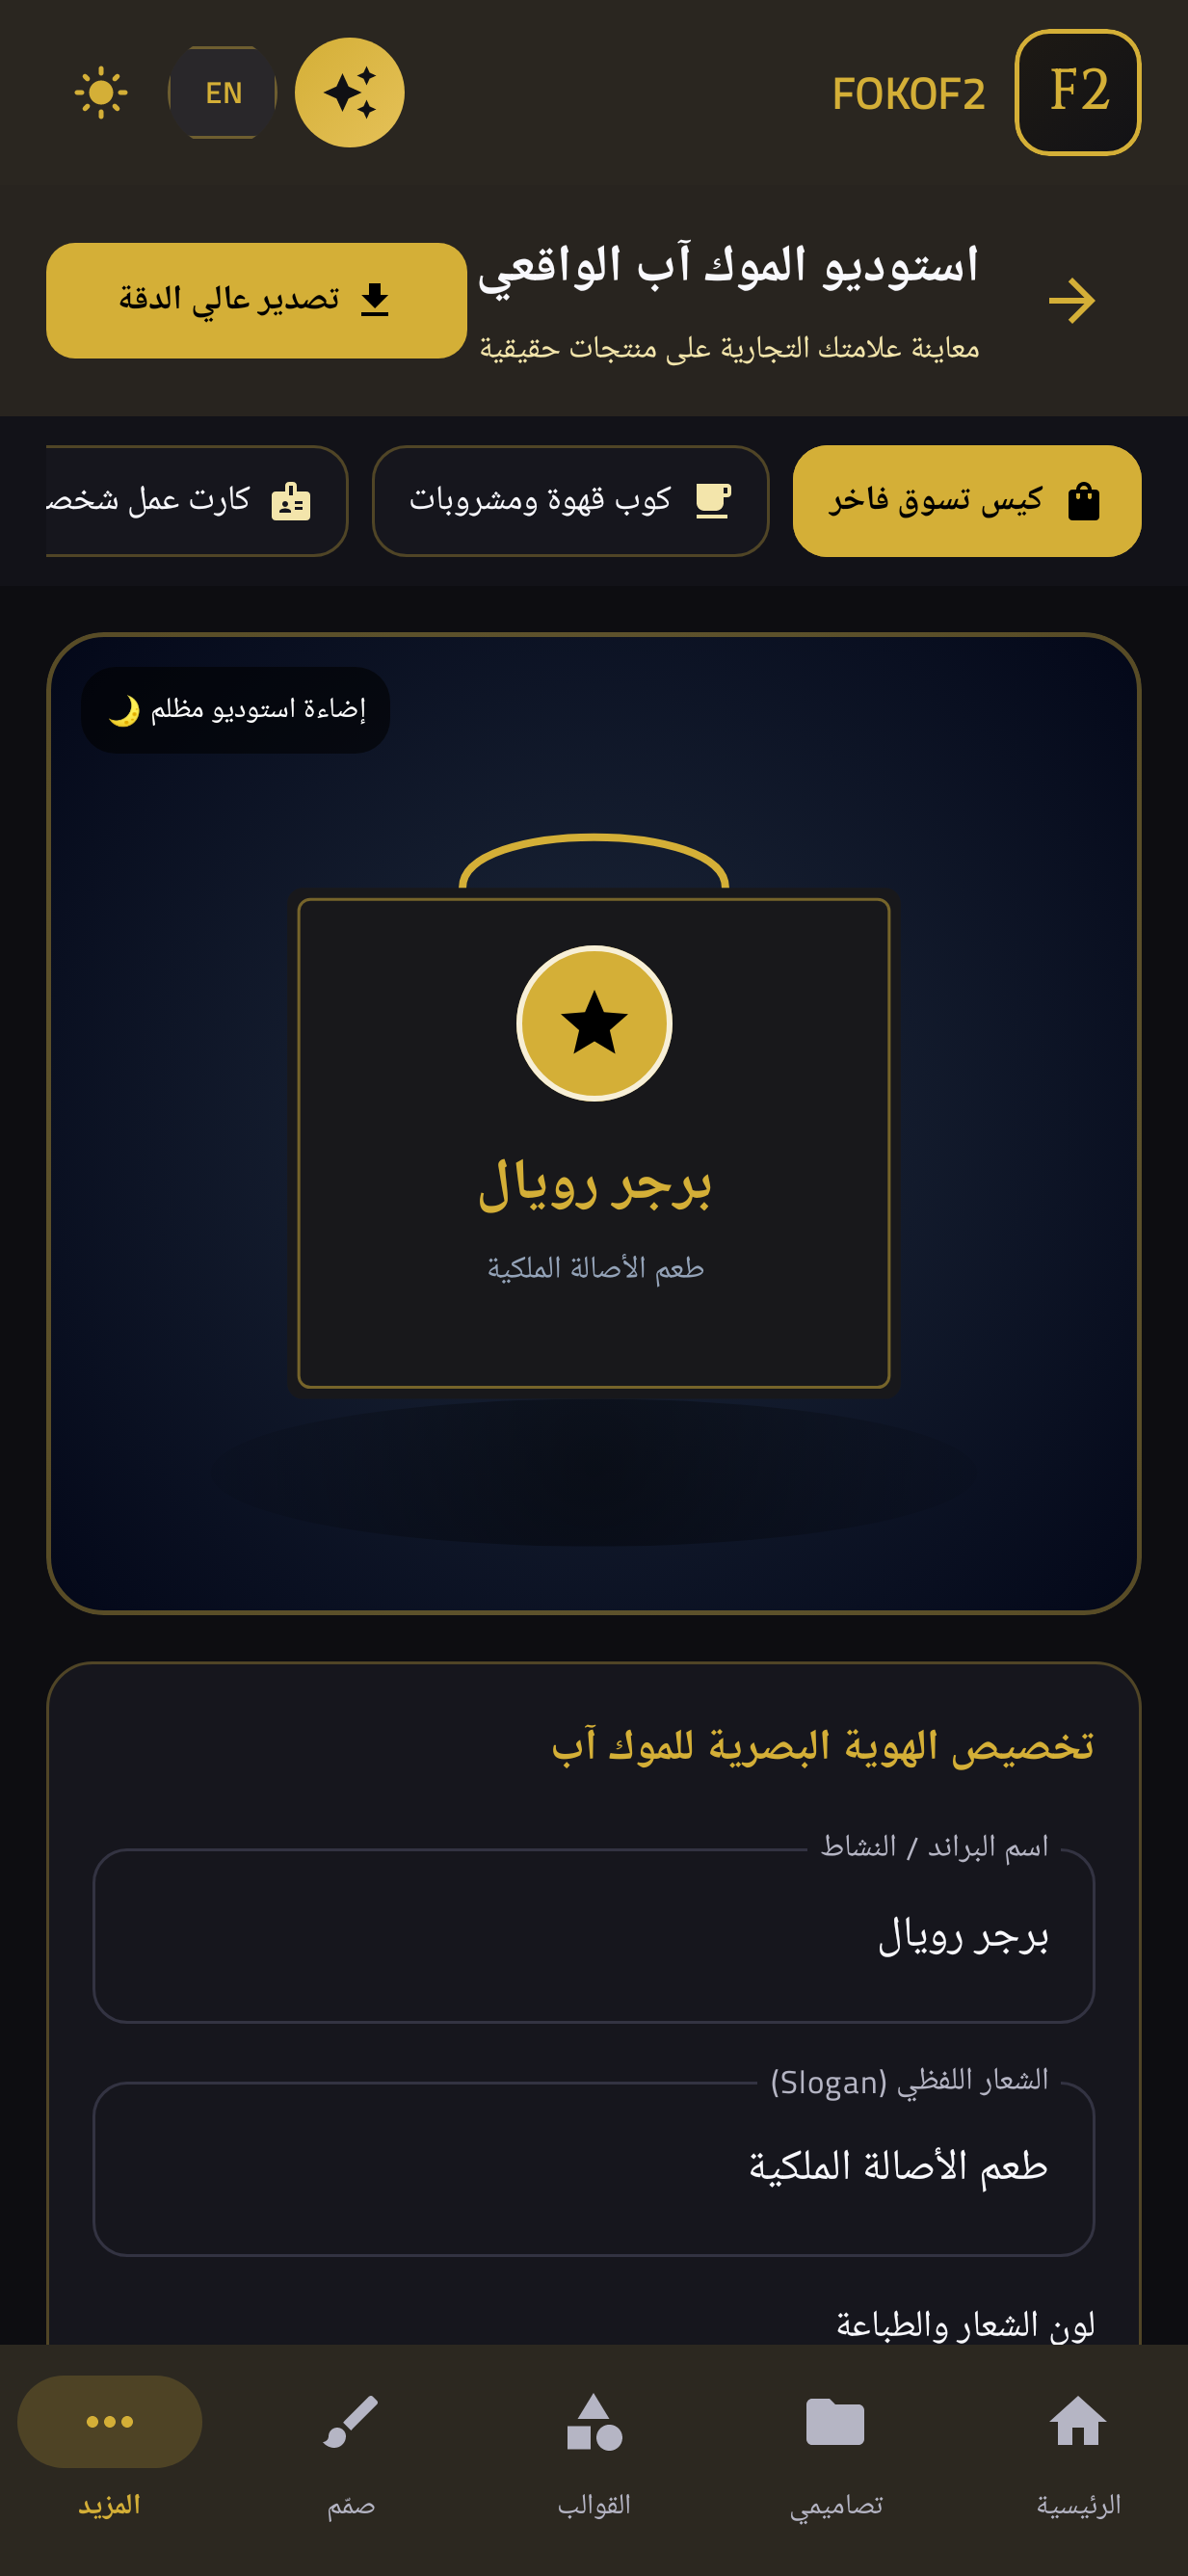 F2
FOKOF2
EN
استوديو الموك آب الواقعي
معاينة علامتك التجارية على منتجات حقيقية
تصدير عالي الدقة
كيس تسوق فاخر
كوب قهوة ومشروبات
كارت عمل شخص
إضاءة استوديو مظلم 🌙
برجر رويال
طعم الأصالة الملكية
تخصيص الهوية البصرية للموك آب
اسم البراند / النشاط
برجر رويال
الشعار اللفظي (Slogan)
طعم الأصالة الملكية
لون الشعار والطباعة
الرئيسية
تصاميمي
القوالب
صمّم
المزيد